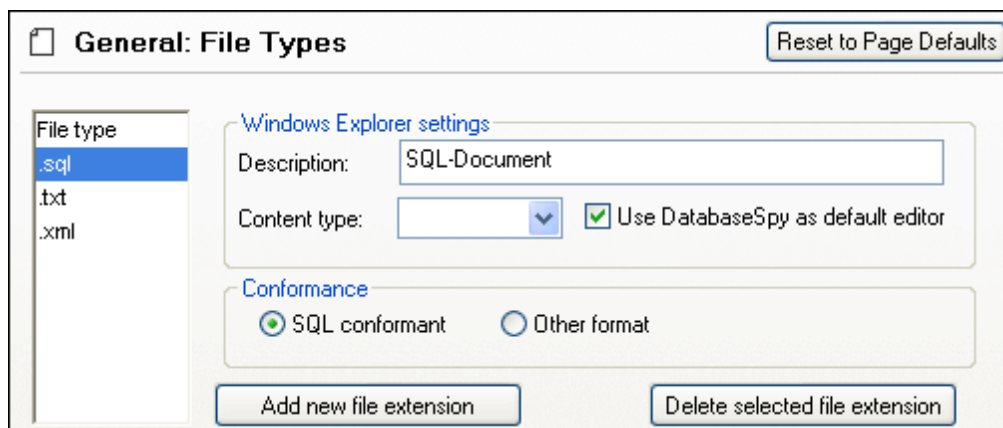 General: File Types
Reset to Page Defaults
File type
.sql
.txt
.xml
Windows Explorer settings
Description:
SQL-Document
Content type:
Use DatabaseSpy as default editor
Conformance
SQL conformant
Other format
Add new file extension
Delete selected file extension